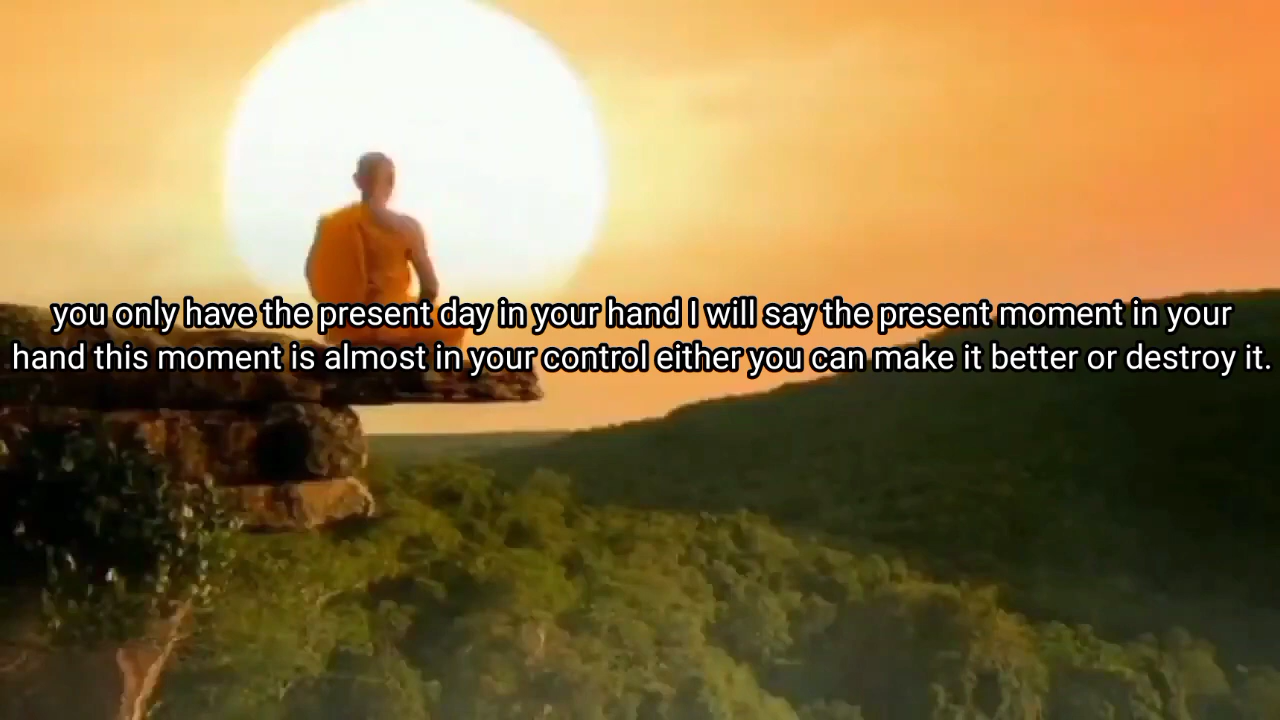 you only have the present day in your hand I will say the present moment in your
hand this moment is almost in your control either you can make it better or destroy it.